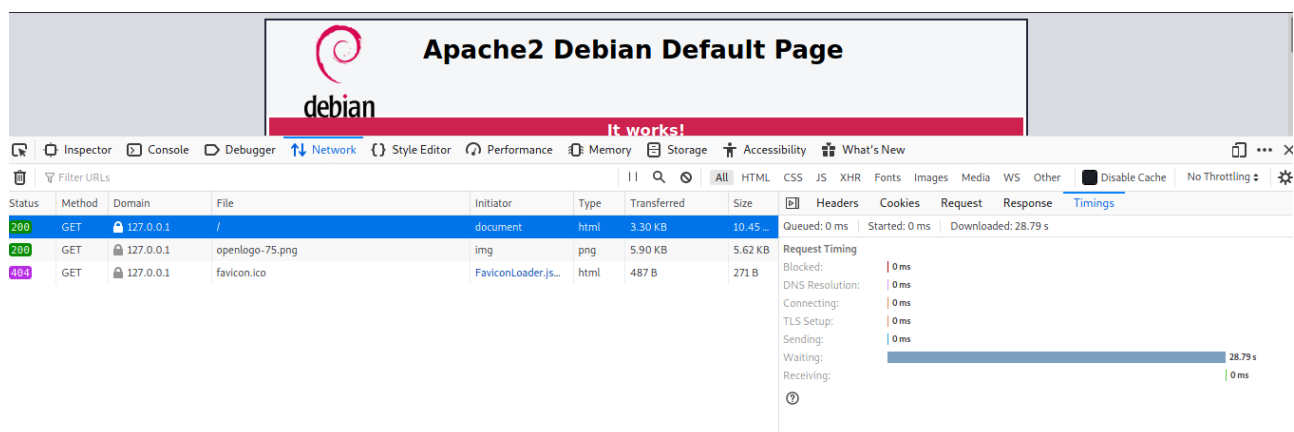 Apache2 Debian Default Page
debian
It works!
Inspector Console Debugger Network Style Editor Performance Memory Storage Accessibility What's New
Filter URLs All HTML CSS JS XHR Fonts Images Media WS Other Disable Cache No Throttling
Status Method Domain File Initiator Type Transferred Size Headers Cookies Request Response Timings
200 GET 127.0.0.1 / document html 3.30 KB 10.45 ... Queued: 0 ms Started: 0 ms Downloaded: 28.79 s
200 GET 127.0.0.1 openlogo-75.png img png 5.90 KB 5.62 KB Request Timing
404 GET 127.0.0.1 favicon.ico FaviconLoader.js... html 487 B 271 B Blocked: 0 ms
DNS Resolution: 0 ms
Connecting: 0 ms
TLS Setup: 0 ms
Sending: 0 ms
Waiting: 28.79 s
Receiving: 0 ms